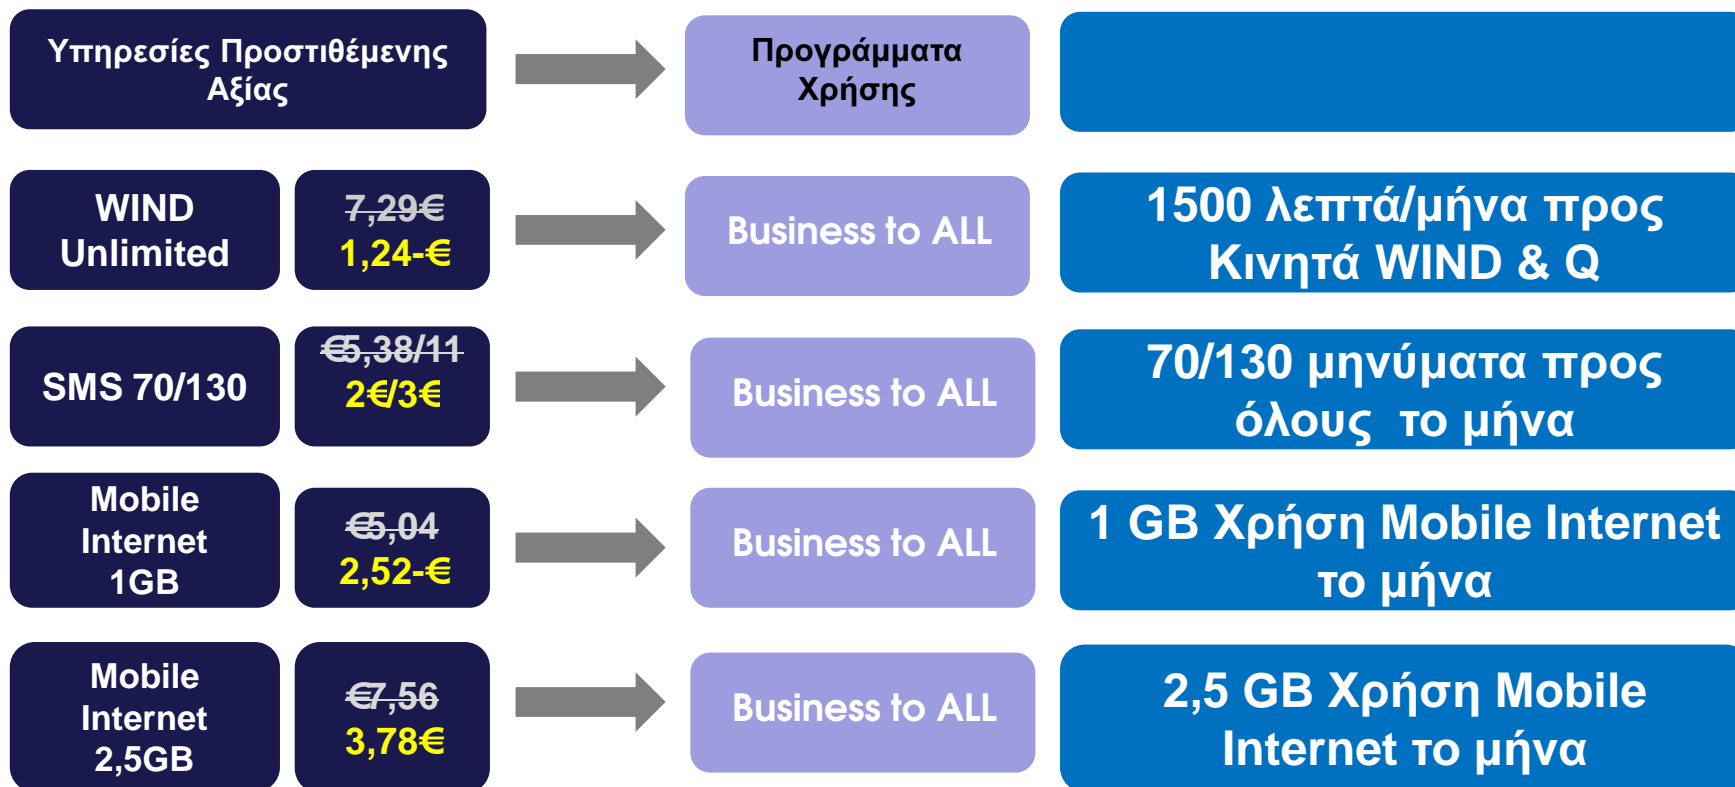 Υπηρεσίες Προστιθέμενης
Αξίας
Προγράμματα
Χρήσης
WIND
Unlimited
7,29€
1,24-€
Business to ALL
1500 λεπτά/μήνα προς
Κινητά WIND & Q
SMS 70/130
€5,38/11
2€/3€
Business to ALL
70/130 μηνύματα προς
όλους  το μήνα
Mobile
Internet
1GB
€5,04
2,52-€
Business to ALL
1 GB Χρήση Mobile Internet
το μήνα
Mobile
Internet
2,5GB
€7,56
3,78€
Business to ALL
2,5 GB Χρήση Mobile
Internet το μήνα